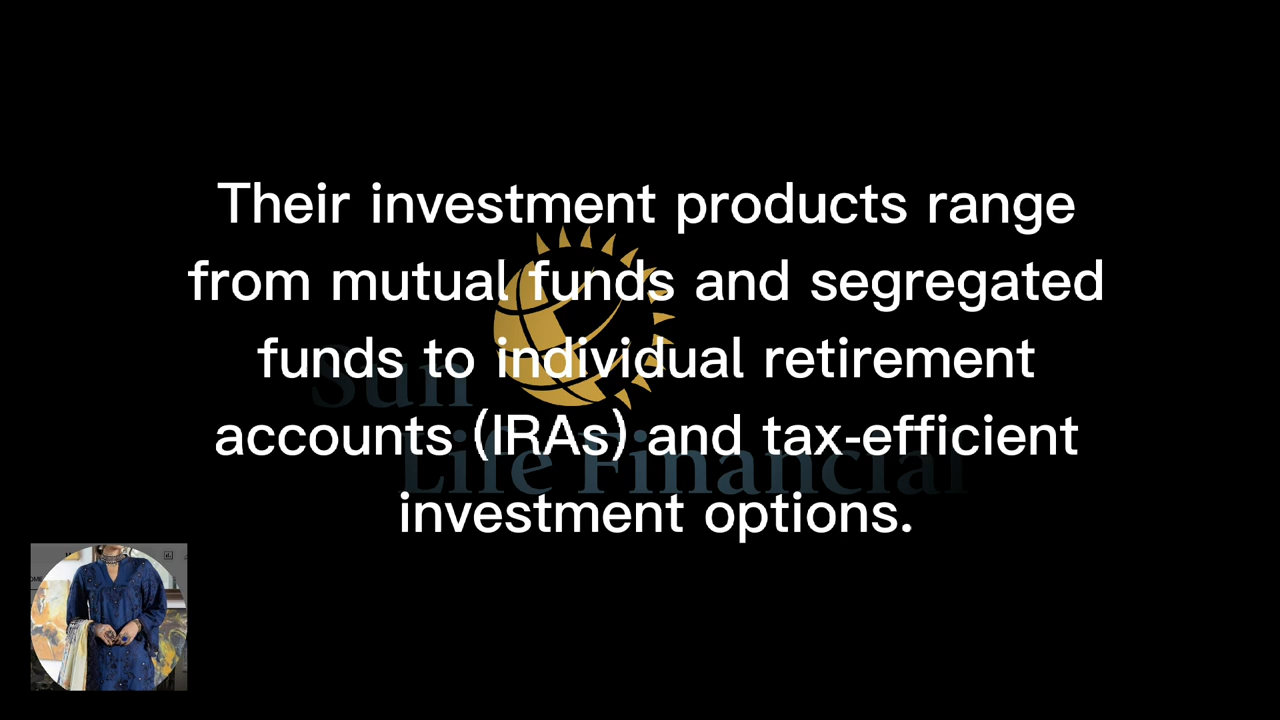 Their investment products range
from mutual funds and segregated
funds to individual retirement
accounts (IRAs) and tax-efficient
investment options.
Sun
Life Financial